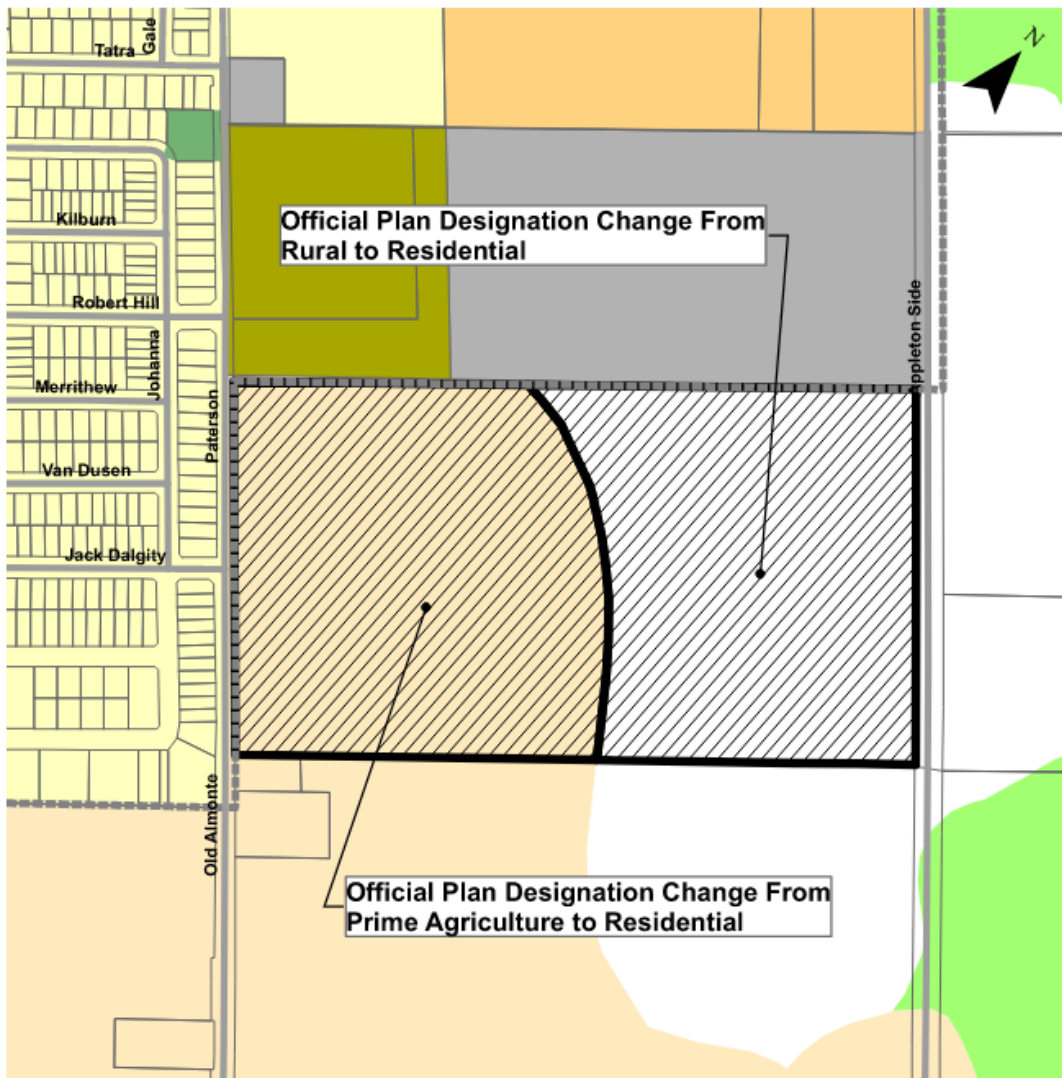 N
Gale
Tatra
Kilburn
Official Plan Designation Change From
Rural to Residential
Robert Hill
Johanna
Appleton Side
Merrithew
Paterson
Van Dusen
Jack Dalgity
Old Almonte
Official Plan Designation Change From
Prime Agriculture to Residential